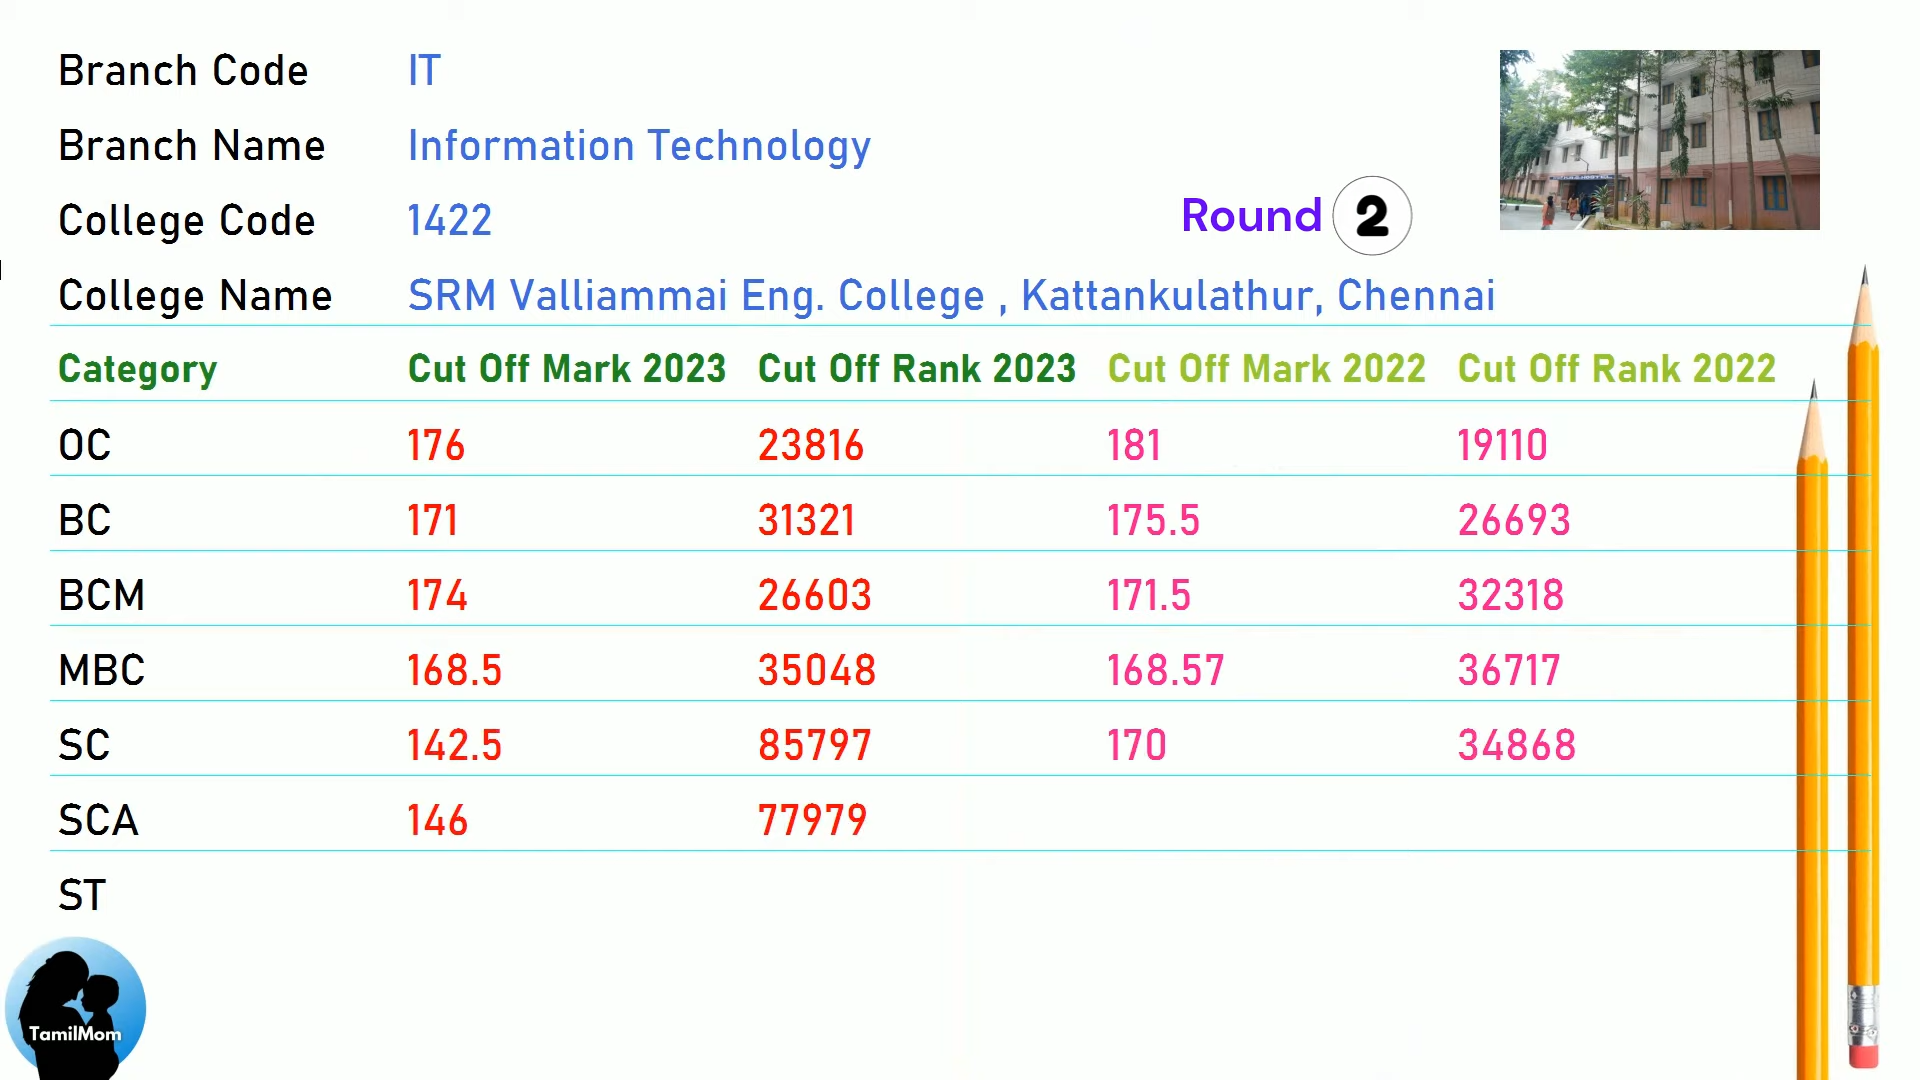 Branch Code IT
Branch Name Information Technology
College Code 1422
Round 2
College Name SRM Valliammai Eng. College , Kattankulathur, Chennai
Category Cut Off Mark 2023 Cut Off Rank 2023 Cut Off Mark 2022 Cut Off Rank 2022
OC 176 23816 181 19110
BC 171 31321 175.5 26693
BCM 174 26603 171.5 32318
MBC 168.5 35048 168.57 36717
SC 142.5 85797 170 34868
SCA 146 77979
ST
TamilMom